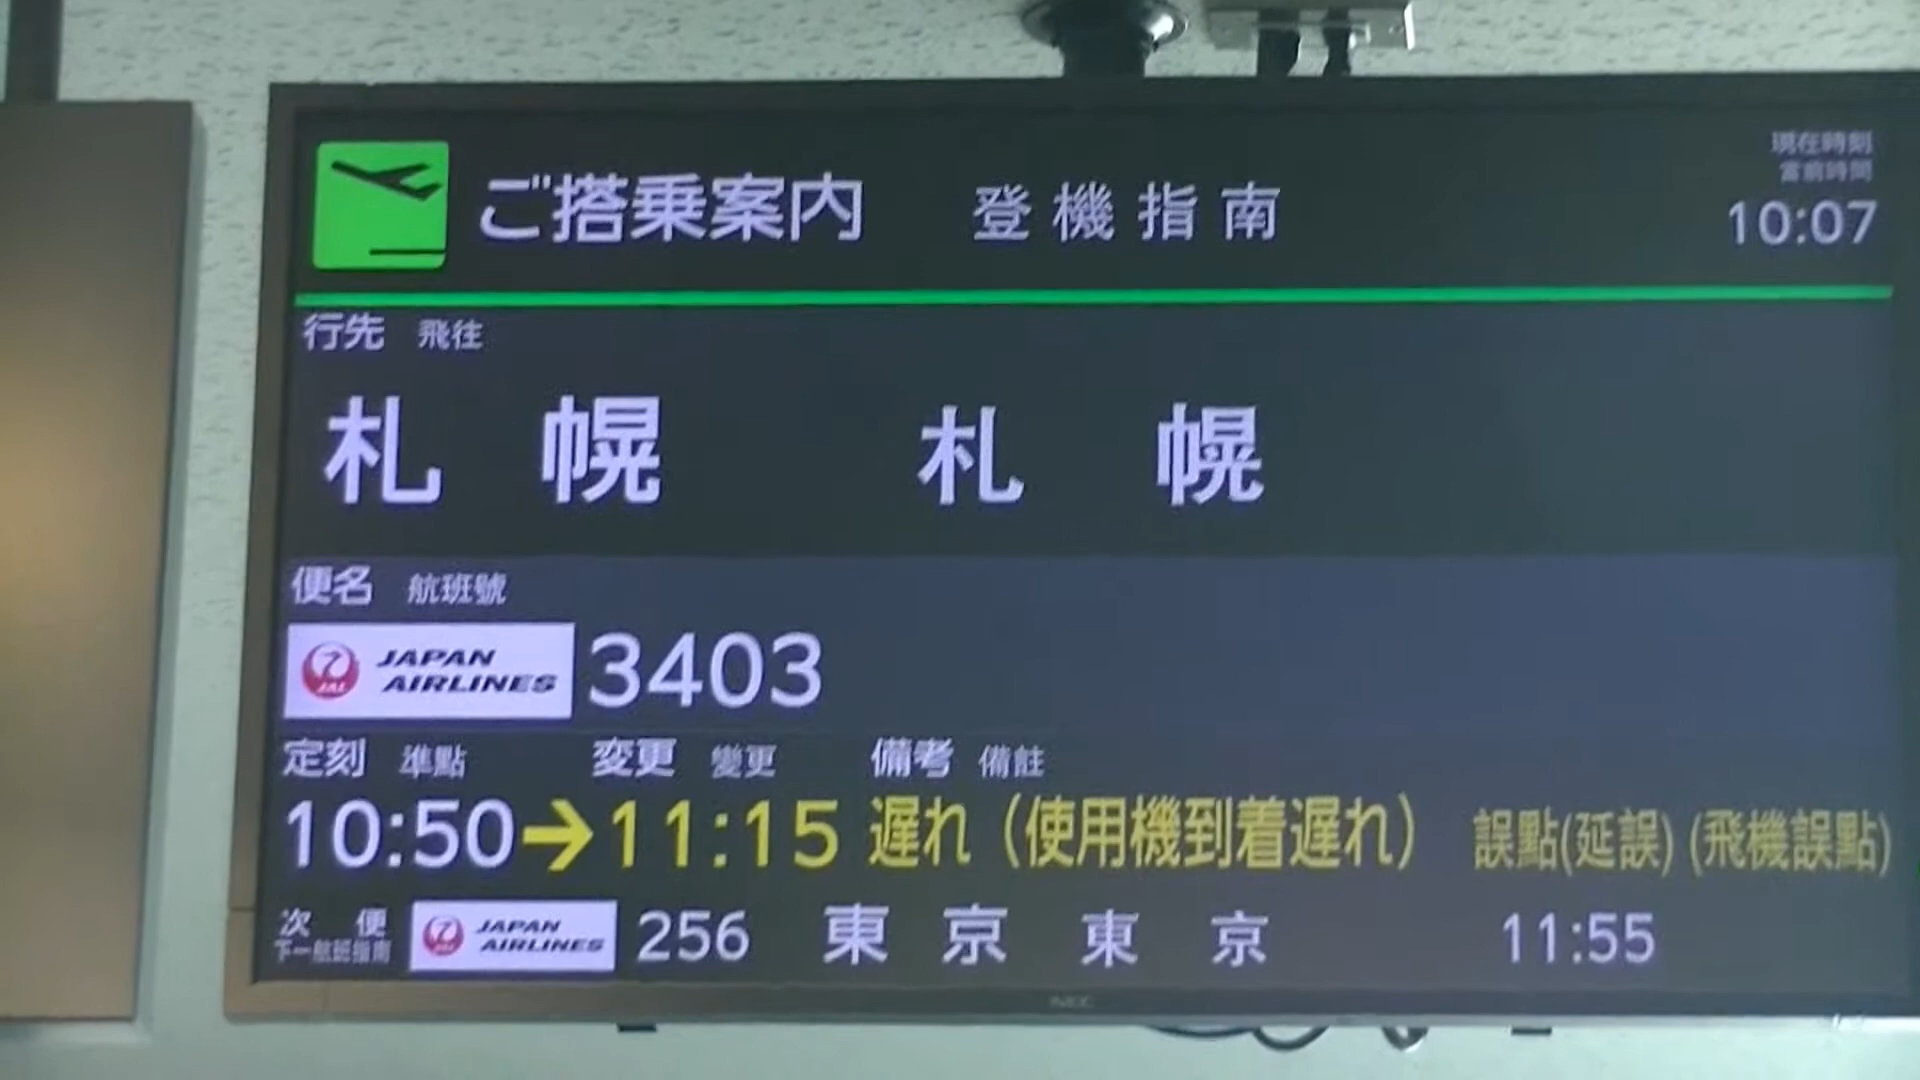 ご搭乗案内 登機指南
現在時刻
當前時間
10:07
行先 飛往
札 幌 札 幌
便名 航班號
JAL JAPAN AIRLINES 3403
定刻 準點 変更 變更 備考 備註
10:50→11:15 遅れ（使用機到着遅れ） 誤點(延誤) (飛機誤點)
次 便 JAL JAPAN AIRLINES 256 東 京 東 京 11:55
下一航班指南
NEC